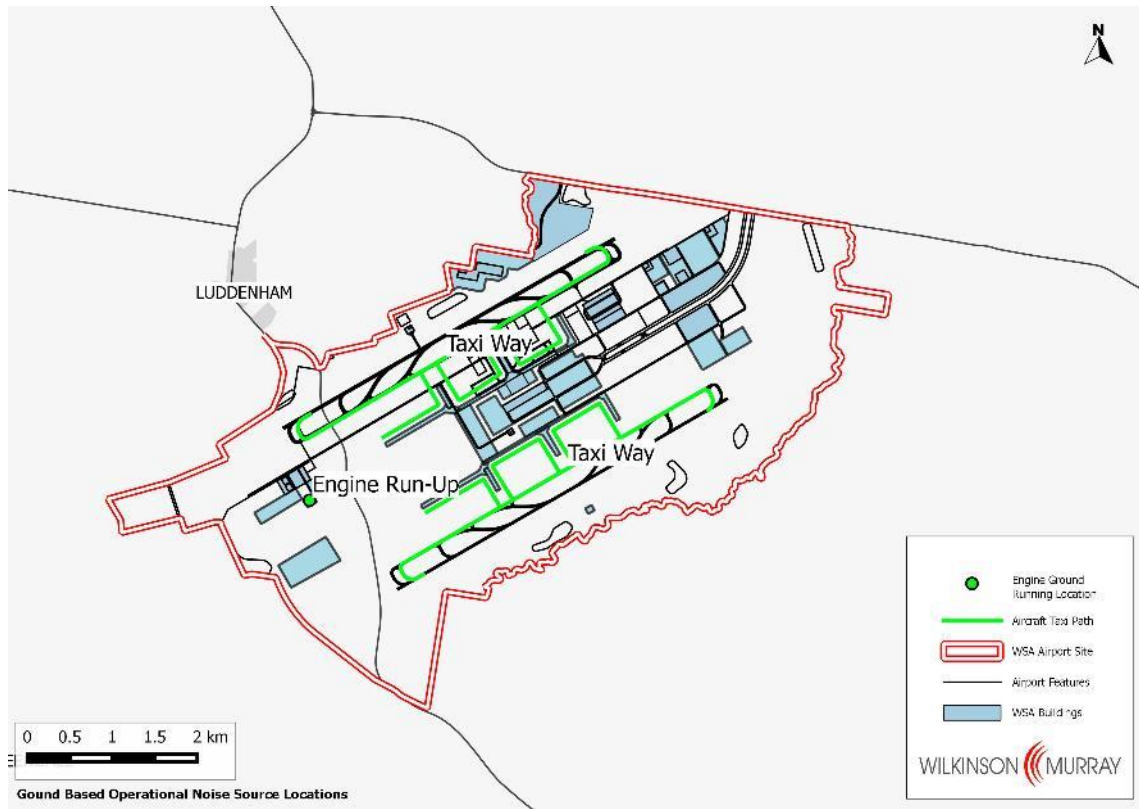 N
LUDDENHAM
Taxi Way
Taxi Way
Engine Run-Up
Engine Ground
Running Location
Aircraft Taxi Path
WSA Airport Site
Airport Features
WSA Buildings
0 0.5 1 1.5 2 km
WILKINSON MURRAY
Gound Based Operational Noise Source Locations